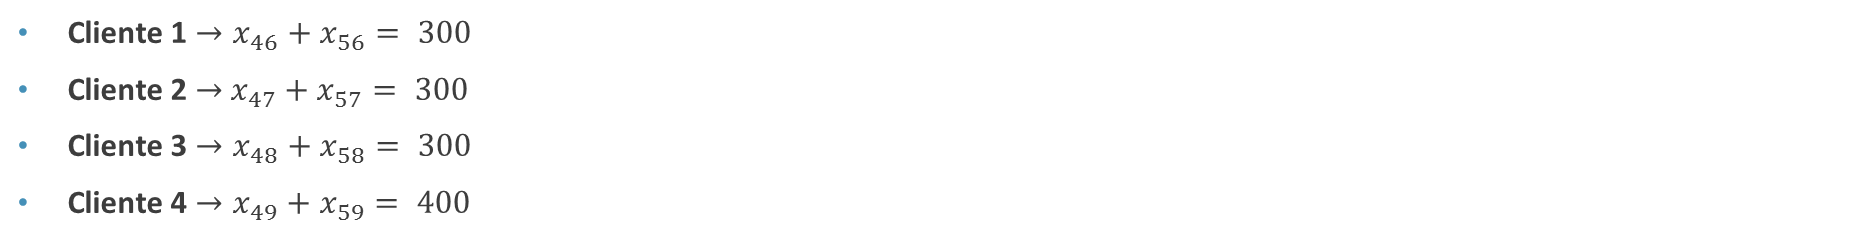 • Cliente 1 → x₄₆ + x₅₆ = 300
• Cliente 2 → x₄₇ + x₅₇ = 300
• Cliente 3 → x₄₈ + x₅₈ = 300
• Cliente 4 → x₄₉ + x₅₉ = 400